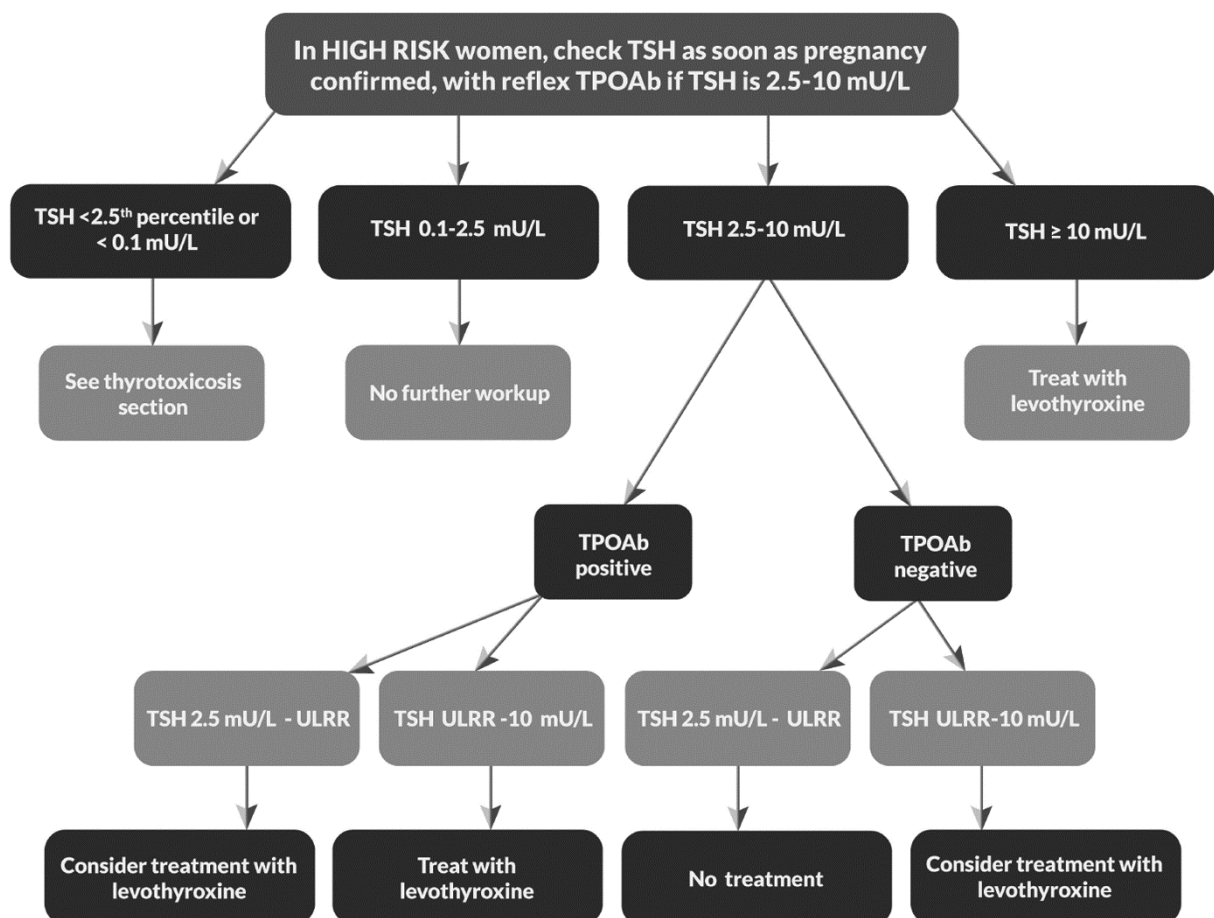 In HIGH RISK women, check TSH as soon as pregnancy
confirmed, with reflex TPOAb if TSH is 2.5-10 mU/L
TSH <2.5th percentile or
< 0.1 mU/L
TSH 0.1-2.5 mU/L
TSH 2.5-10 mU/L
TSH ≥ 10 mU/L
See thyrotoxicosis
section
No further workup
Treat with
levothyroxine
TPOAb
positive
TPOAb
negative
TSH 2.5 mU/L - ULRR
TSH ULRR -10 mU/L
TSH 2.5 mU/L - ULRR
TSH ULRR-10 mU/L
Consider treatment with
levothyroxine
Treat with
levothyroxine
No treatment
Consider treatment with
levothyroxine